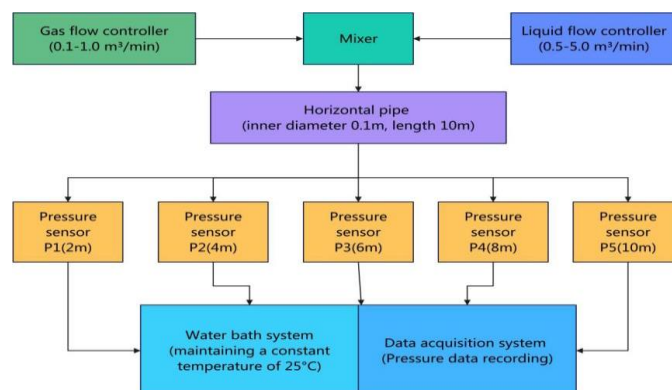 Gas flow controller
(0.1-1.0 m³/min)
Mixer
Liquid flow controller
(0.5-5.0 m³/min)
Horizontal pipe
(inner diameter 0.1m, length 10m)
Pressure
sensor
P1(2m)
Pressure
sensor
P2(4m)
Pressure
sensor
P3(6m)
Pressure
sensor
P4(8m)
Pressure
sensor
P5(10m)
Water bath system
(maintaining a constant
temperature of 25°C)
Data acquisition system
(Pressure data recording)